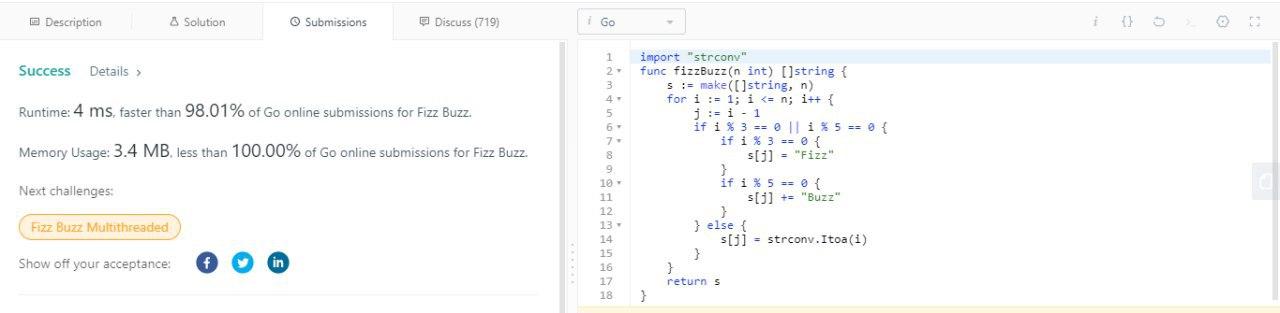 Description Solution Submissions Discuss (719)
Success Details >
Runtime: 4 ms, faster than 98.01% of Go online submissions for Fizz Buzz.
Memory Usage: 3.4 MB, less than 100.00% of Go online submissions for Fizz Buzz.
Next challenges:
Fizz Buzz Multithreaded
Show off your acceptance: f in
i Go i {} >_
1 import "strconv"
2 func fizzBuzz(n int) []string {
3 s := make([]string, n)
4 for i := 1; i <= n; i++ {
5 j := i - 1
6 if i % 3 == 0 || i % 5 == 0 {
7 if i % 3 == 0 {
8 s[j] = "Fizz"
9 }
10 if i % 5 == 0 {
11 s[j] += "Buzz"
12 }
13 } else {
14 s[j] = strconv.Itoa(i)
15 }
16 }
17 return s
18 }